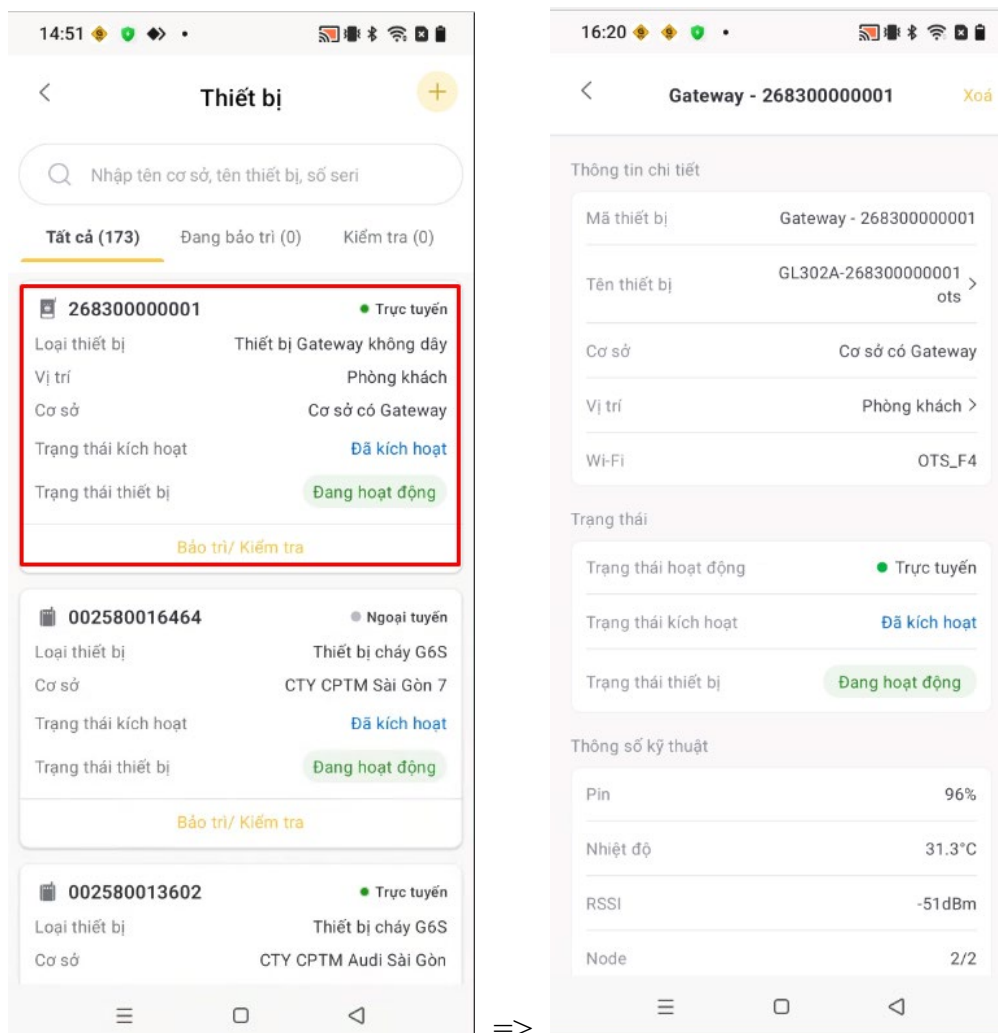 14:51
Thiết bị
+
Nhập tên cơ sở, tên thiết bị, số seri
Tất cả (173) Đang bảo trì (0) Kiểm tra (0)
268300000001 Trực tuyến
Loại thiết bị Thiết bị Gateway không dây
Vị trí Phòng khách
Cơ sở Cơ sở có Gateway
Trạng thái kích hoạt Đã kích hoạt
Trạng thái thiết bị Đang hoạt động
Bảo trì/ Kiểm tra
002580016464 Ngoại tuyến
Loại thiết bị Thiết bị cháy G6S
Cơ sở CTY CPTM Sài Gòn 7
Trạng thái kích hoạt Đã kích hoạt
Trạng thái thiết bị Đang hoạt động
Bảo trì/ Kiểm tra
002580013602 Trực tuyến
Loại thiết bị Thiết bị cháy G6S
Cơ sở CTY CPTM Audi Sài Gòn
=>
16:20
Gateway - 268300000001 Xoá
Thông tin chi tiết
Mã thiết bị Gateway - 268300000001
Tên thiết bị GL302A-268300000001
ots
Cơ sở Cơ sở có Gateway
Vị trí Phòng khách
Wi-Fi OTS_F4
Trạng thái
Trạng thái hoạt động Trực tuyến
Trạng thái kích hoạt Đã kích hoạt
Trạng thái thiết bị Đang hoạt động
Thông số kỹ thuật
Pin 96%
Nhiệt độ 31.3°C
RSSI -51dBm
Node 2/2